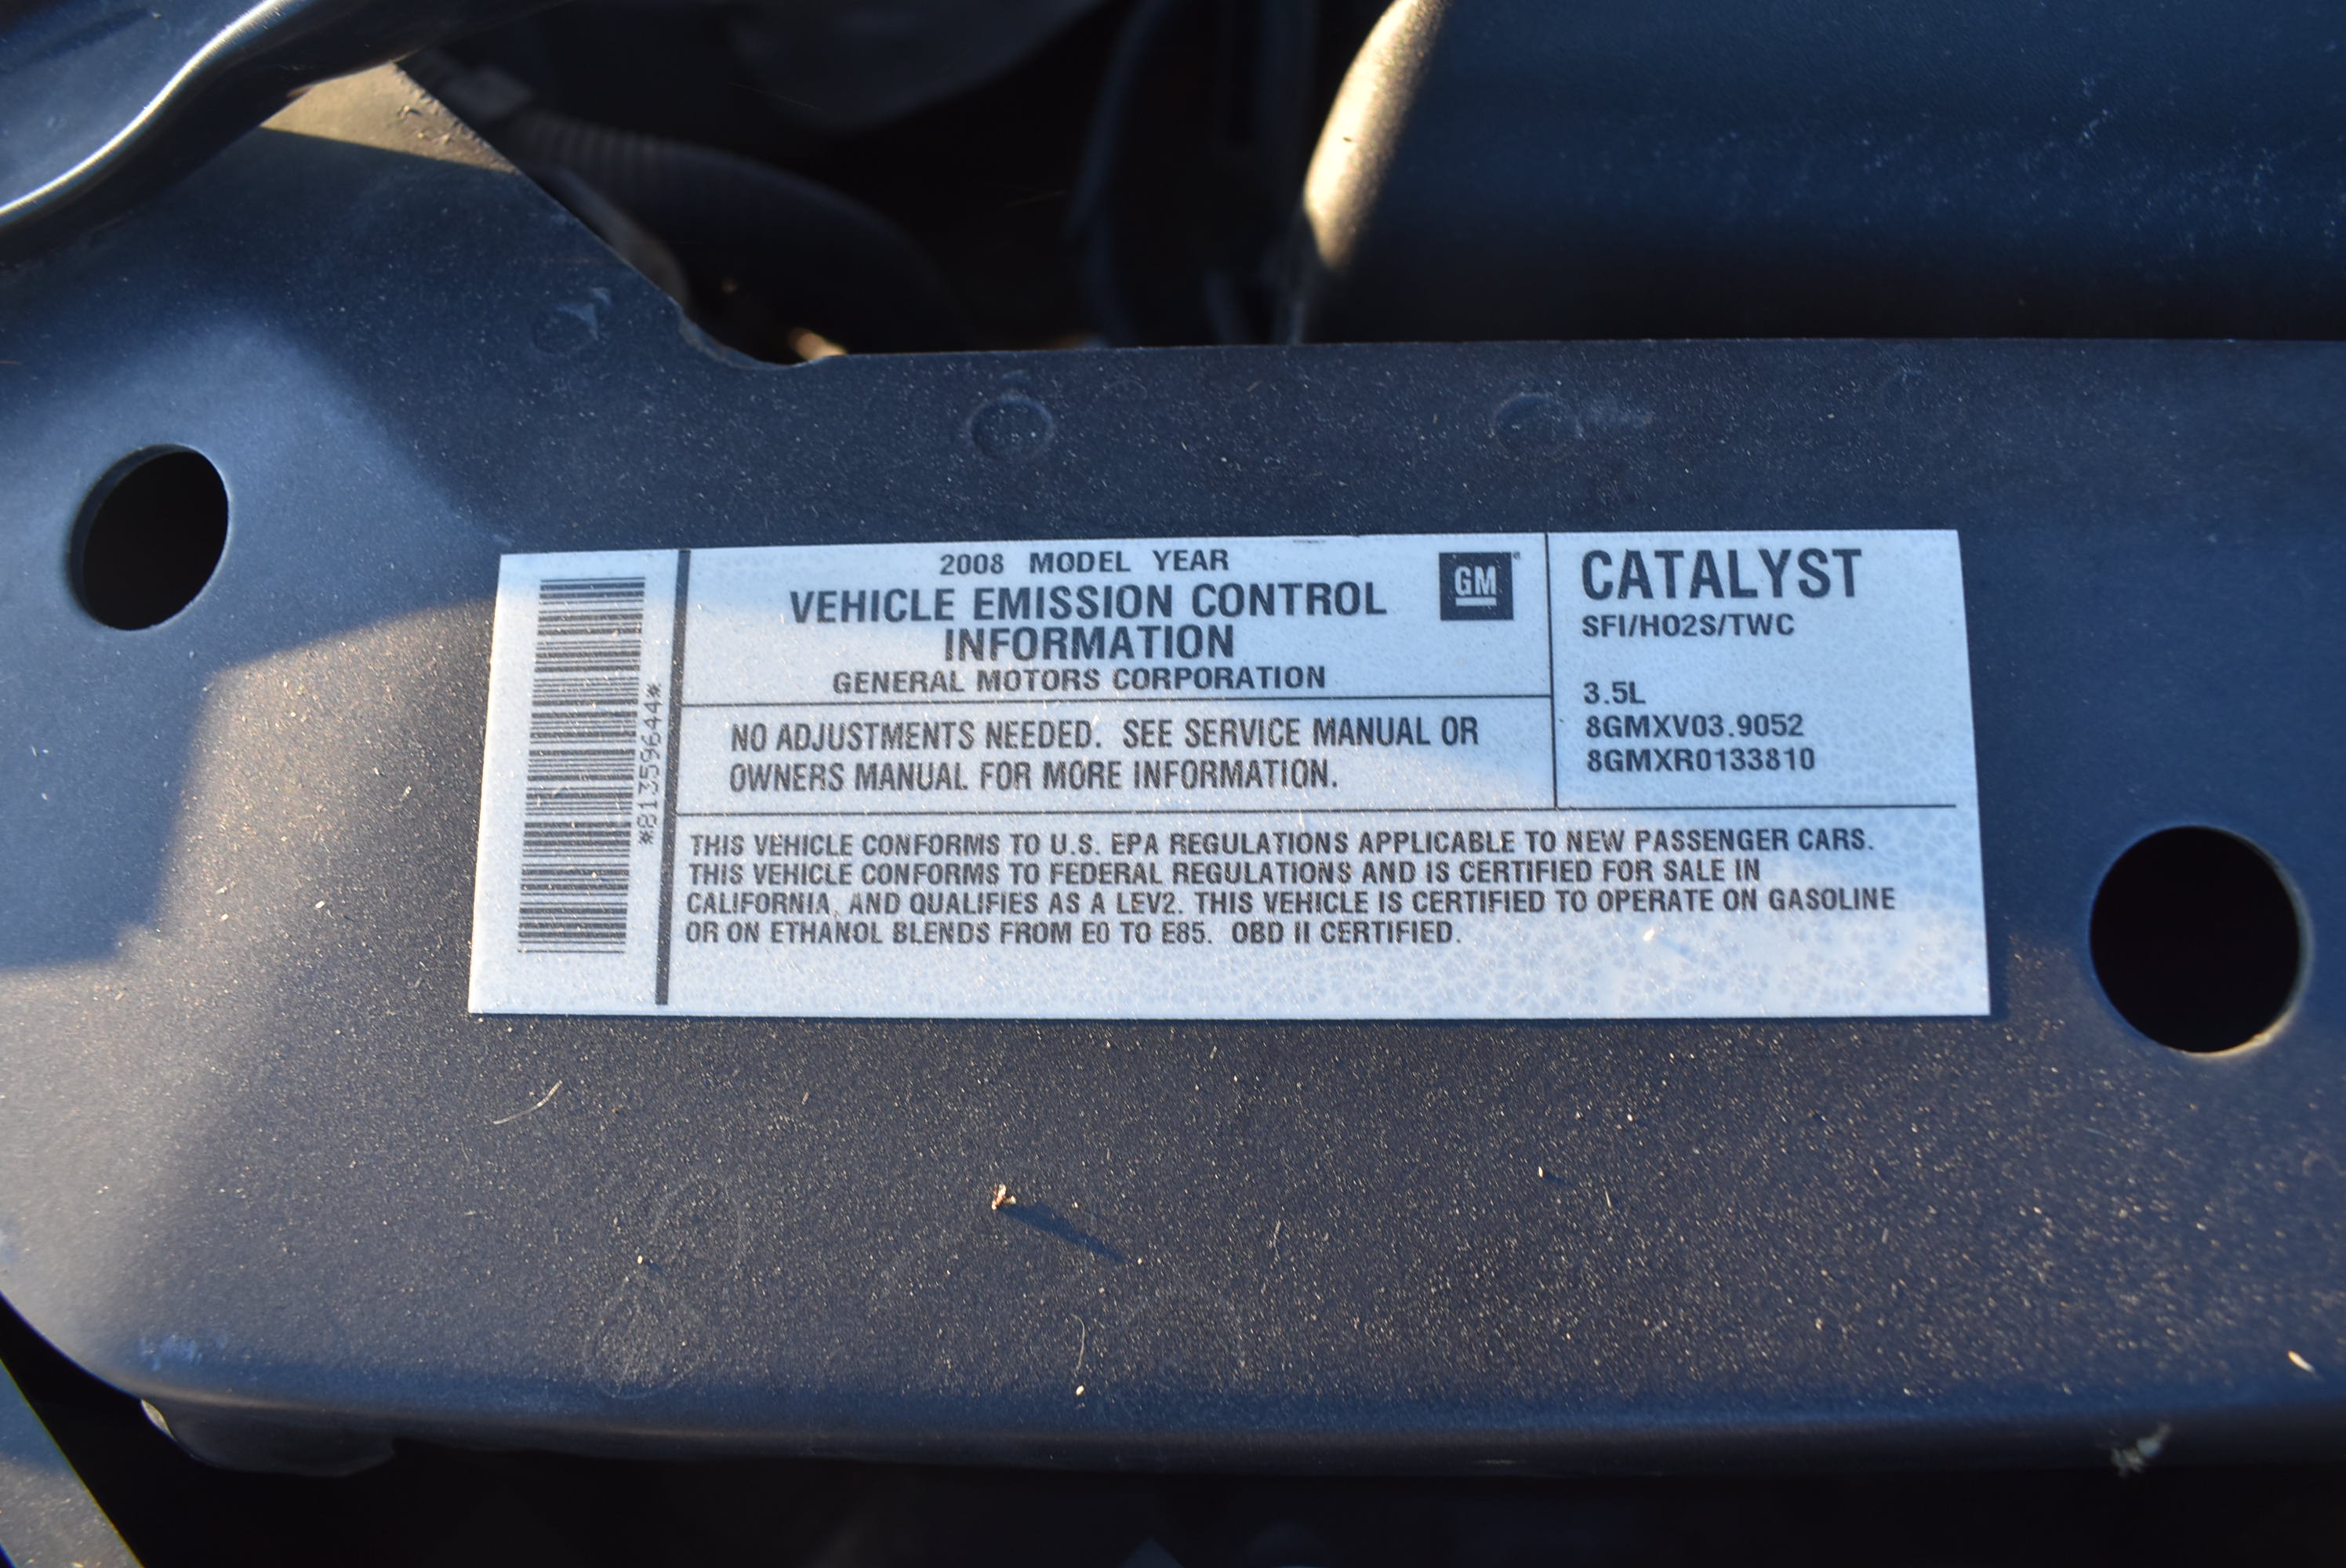 *81359644*
2008 MODEL YEAR
VEHICLE EMISSION CONTROL
INFORMATION
GENERAL MOTORS CORPORATION
GM
NO ADJUSTMENTS NEEDED. SEE SERVICE MANUAL OR
OWNERS MANUAL FOR MORE INFORMATION.
CATALYST
SFI/HO2S/TWC
3.5L
8GMXV03.9052
8GMXR0133810
THIS VEHICLE CONFORMS TO U.S. EPA REGULATIONS APPLICABLE TO NEW PASSENGER CARS.
THIS VEHICLE CONFORMS TO FEDERAL REGULATIONS AND IS CERTIFIED FOR SALE IN
CALIFORNIA, AND QUALIFIES AS A LEV2. THIS VEHICLE IS CERTIFIED TO OPERATE ON GASOLINE
OR ON ETHANOL BLENDS FROM E0 TO E85. OBD II CERTIFIED.